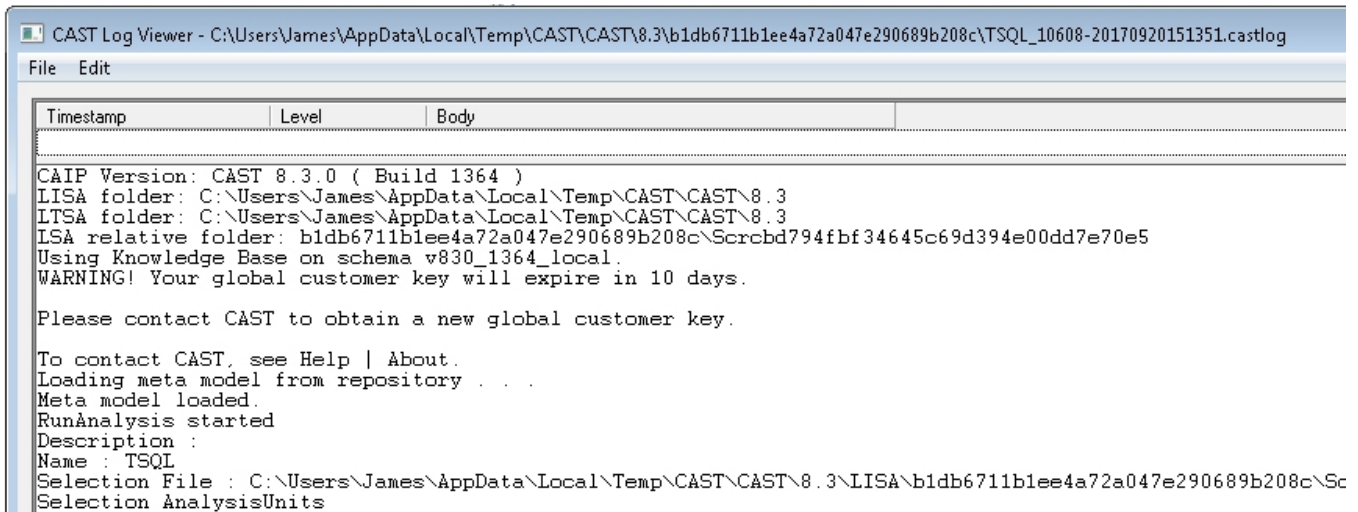 CAST Log Viewer - C:\Users\James\AppData\Local\Temp\CAST\CAST\8.3\b1db6711b1ee4a72a047e290689b208c\TSQL_10608-20170920151351.castlog
File Edit
Timestamp Level Body
CAIP Version: CAST 8.3.0 ( Build 1364 )
LISA folder: C:\Users\James\AppData\Local\Temp\CAST\CAST\8.3
LTSA folder: C:\Users\James\AppData\Local\Temp\CAST\CAST\8.3
LSA relative folder: b1db6711b1ee4a72a047e290689b208c\Scrcbd794fbf34645c69d394e00dd7e70e5
Using Knowledge Base on schema v830_1364_local.
WARNING! Your global customer key will expire in 10 days.
Please contact CAST to obtain a new global customer key.
To contact CAST, see Help | About.
Loading meta model from repository . . .
Meta model loaded.
RunAnalysis started
Description :
Name : TSQL
Selection File : C:\Users\James\AppData\Local\Temp\CAST\CAST\8.3\LISA\b1db6711b1ee4a72a047e290689b208c\Sc
Selection AnalysisUnits